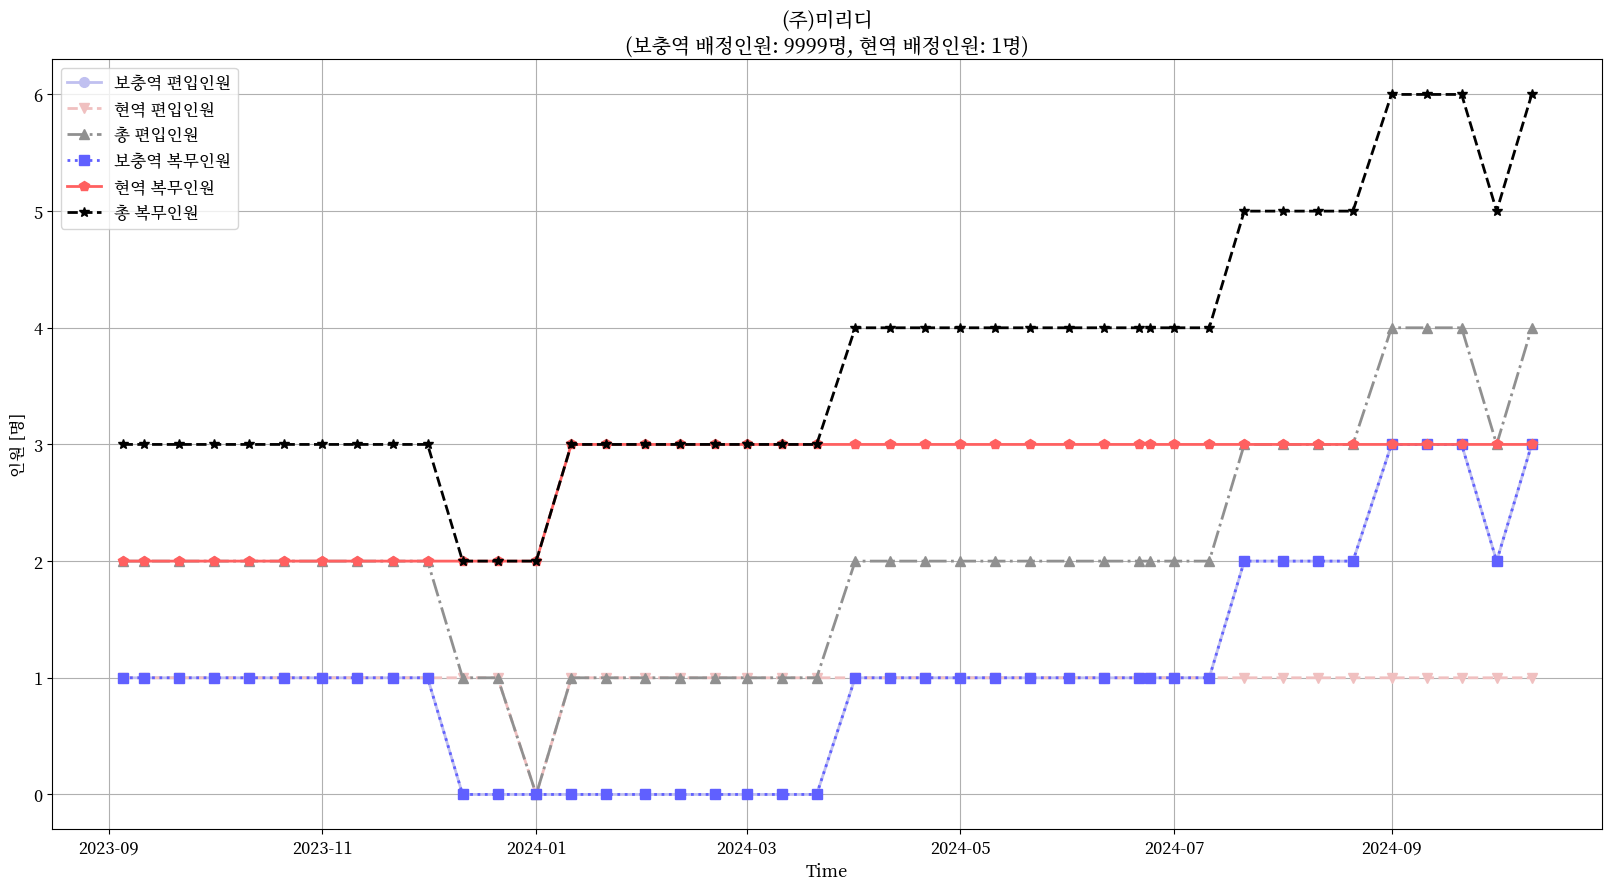 (주)미리디
(보충역 배정인원: 9999명, 현역 배정인원: 1명)
보충역 편입인원
현역 편입인원
총 편입인원
보충역 복무인원
현역 복무인원
총 복무인원
인원 [명]
6
5
4
3
2
1
0
2023-09
2023-11
2024-01
2024-03
2024-05
2024-07
2024-09
Time